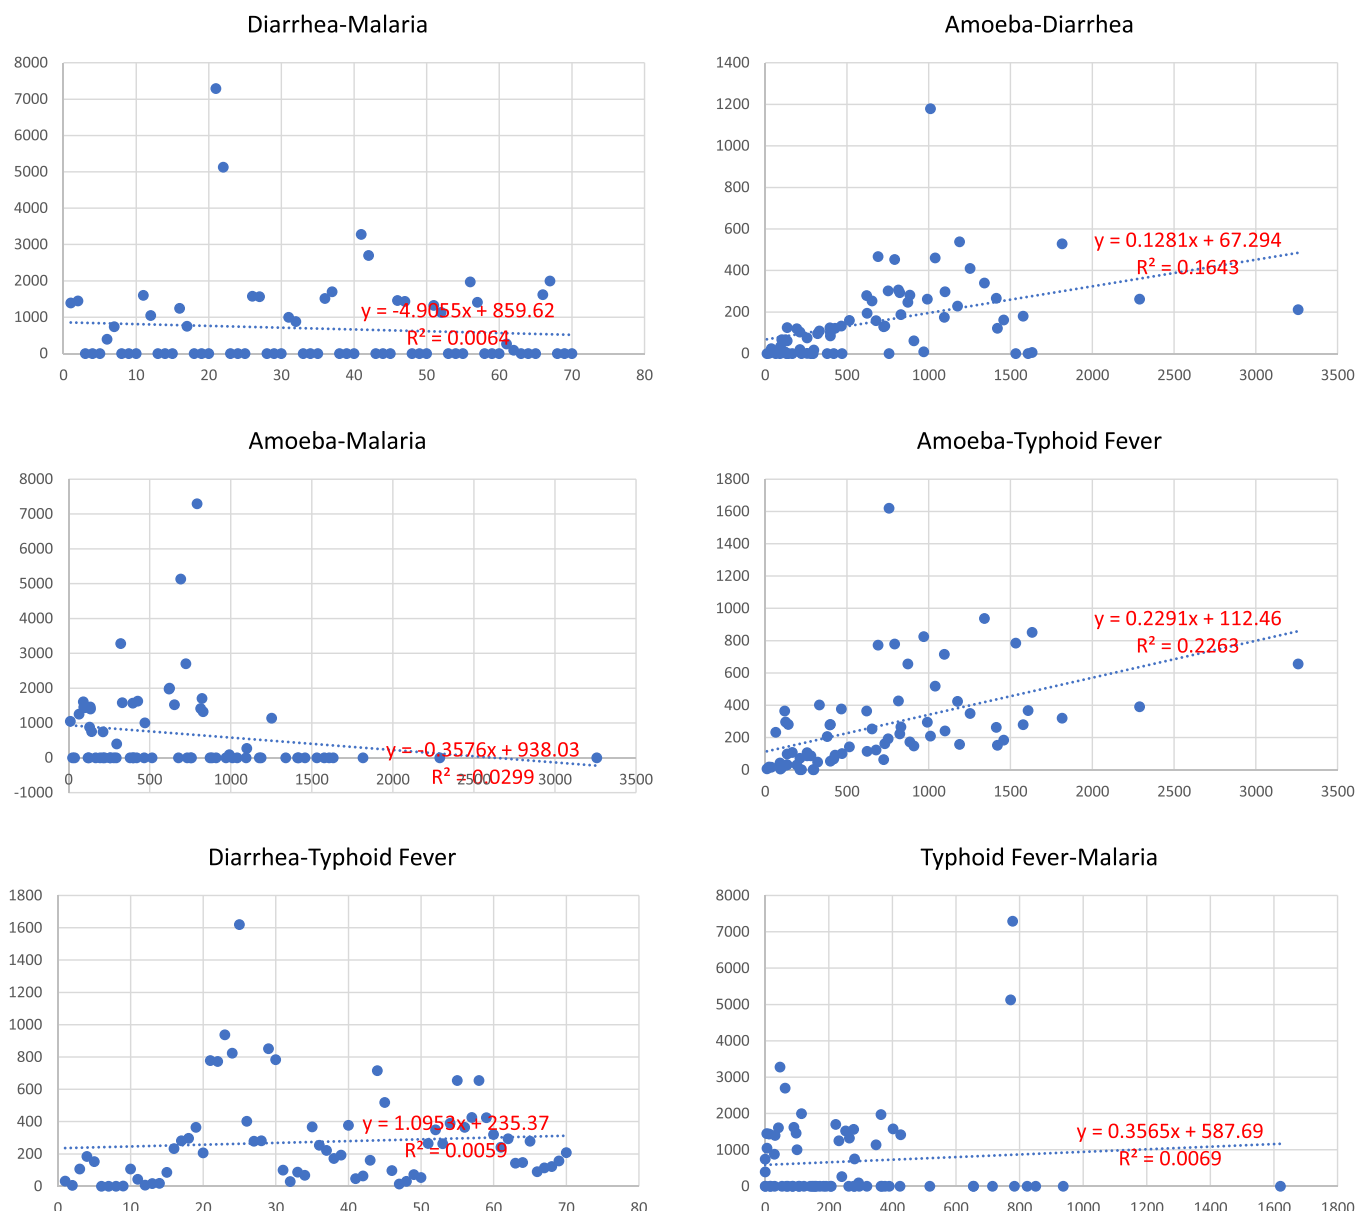 Diarrhea-Malaria
8000
7000
6000
5000
4000
3000
2000
1000
0
y = -4.9055x + 859.62
R² = 0.0064
0 10 20 30 40 50 60 70 80
Amoeba-Diarrhea
1400
1200
1000
800
600
400
200
0
y = 0.1281x + 67.294
R² = 0.1643
0 500 1000 1500 2000 2500 3000 3500
Amoeba-Malaria
8000
7000
6000
5000
4000
3000
2000
1000
0
-1000
y = -0.3576x + 938.03
R² = 0.0299
0 500 1000 1500 2000 2500 3000 3500
Amoeba-Typhoid Fever
1800
1600
1400
1200
1000
800
600
400
200
0
y = 0.2291x + 112.46
R² = 0.2263
0 500 1000 1500 2000 2500 3000 3500
Diarrhea-Typhoid Fever
1800
1600
1400
1200
1000
800
600
400
200
0
y = 1.0953x + 235.37
R² = 0.0059
0 10 20 30 40 50 60 70 80
Typhoid Fever-Malaria
8000
7000
6000
5000
4000
3000
2000
1000
0
y = 0.3565x + 587.69
R² = 0.0069
0 200 400 600 800 1000 1200 1400 1600 1800